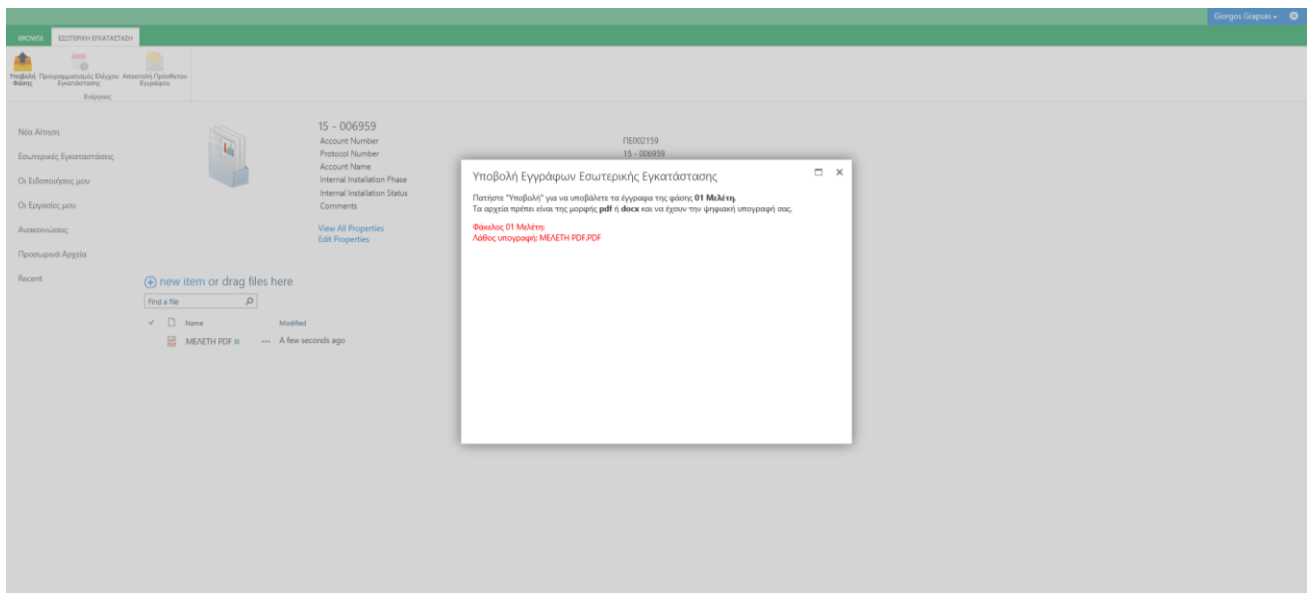 Giorgos Grapsas
BROWSE
ΕΣΩΤΕΡΙΚΗ ΕΓΚΑΤΑΣΤΑΣΗ
Υποβολή Φάσης
Προγραμματισμός Ελέγχου Εγκατάστασης
Αποστολή Πρόσθετου Εγγράφου
Ενέργειες
Νέα Αίτηση
Εσωτερικές Εγκαταστάσεις
Οι Ειδοποιήσεις μου
Οι Εργασίες μου
Ανακοινώσεις
Προσωρινά Αρχεία
Recent
15 - 006959
Account Number ΠΕ002159
Protocol Number 15 - 006959
Account Name
Internal Installation Phase
Internal Installation Status
Comments
View All Properties
Edit Properties
new item or drag files here
Find a file
Name Modified
ΜΕΛΕΤΗ PDF ... A few seconds ago
Υποβολή Εγγράφων Εσωτερικής Εγκατάστασης
Πατήστε "Υποβολή" για να υποβάλετε τα έγγραφα της φάσης 01 Μελέτη.
Τα αρχεία πρέπει είναι της μορφής pdf ή docx και να έχουν την ψηφιακή υπογραφή σας.
Φάκελος 01 Μελέτη:
Λάθος υπογραφή: ΜΕΛΕΤΗ PDF.PDF